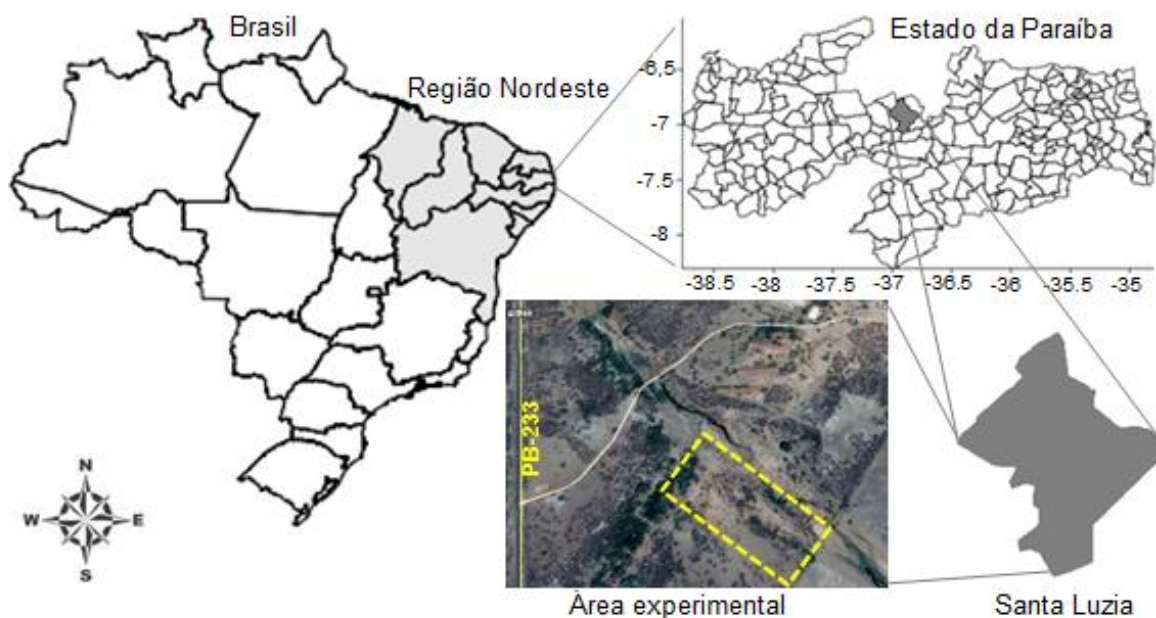 Brasil
Região Nordeste
Estado da Paraíba
-6,5
-7
-7.5
-8
-38.5 -38 -37.5 -37 -36.5 -36 -35.5 -35
PB-233
N
W E
S
Área experimental
Santa Luzia